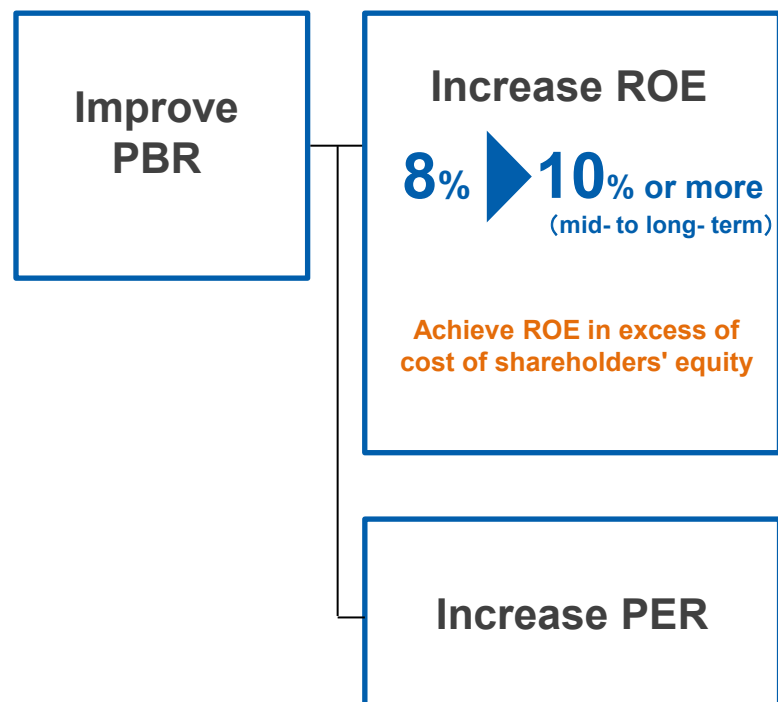 Improve
PBR
Increase ROE
8% 10% or more
(mid- to long- term)
Achieve ROE in excess of
cost of shareholders' equity
Increase PER